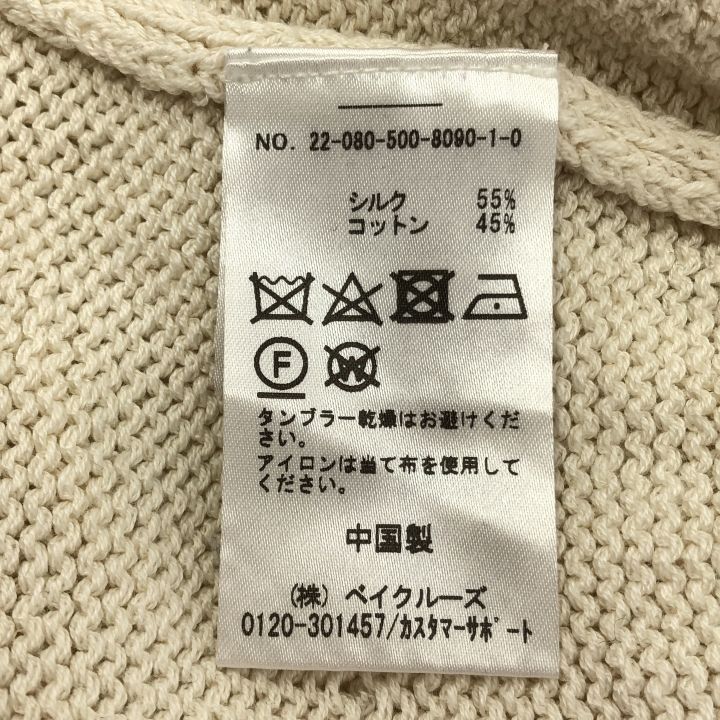 NO. 22-080-500-8090-1-0
シルク 55%
コットン 45%
F W
タンブラー乾燥はお避けくだ
さい。
アイロンは当て布を使用して
ください。
中国製
(株) ベイクルーズ
0120-301457/カスタマーサポート